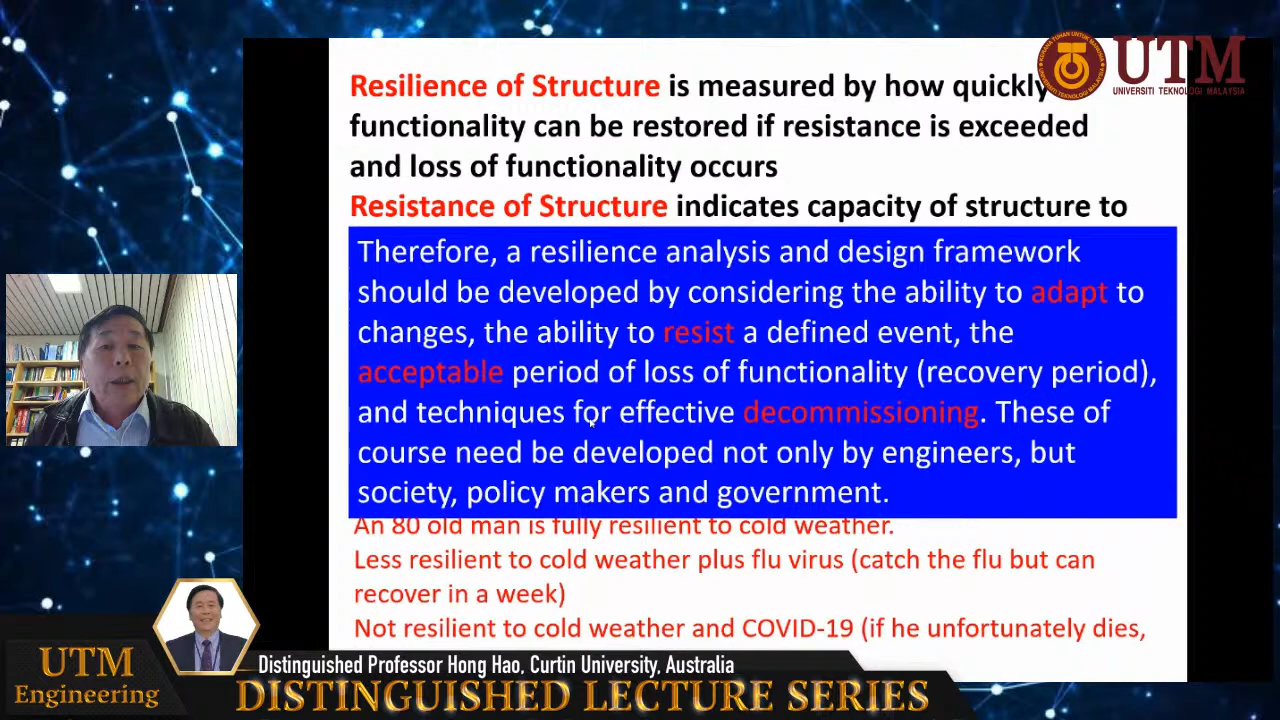 Resilience of Structure is measured by how quickly
functionality can be restored if resistance is exceeded
and loss of functionality occurs
Resistance of Structure indicates capacity of structure to
UTM
UNIVERSITI TEKNOLOGI MALAYSIA
Therefore, a resilience analysis and design framework
should be developed by considering the ability to adapt to
changes, the ability to resist a defined event, the
acceptable period of loss of functionality (recovery period),
and techniques for effective decommissioning. These of
course need be developed not only by engineers, but
society, policy makers and government.
An 80 old man is fully resilient to cold weather.
Less resilient to cold weather plus flu virus (catch the flu but can
recover in a week)
Not resilient to cold weather and COVID-19 (if he unfortunately dies,
UTM
Engineering
Distinguished Professor Hong Hao, Curtin University, Australia
DISTINGUISHED LECTURE SERIES